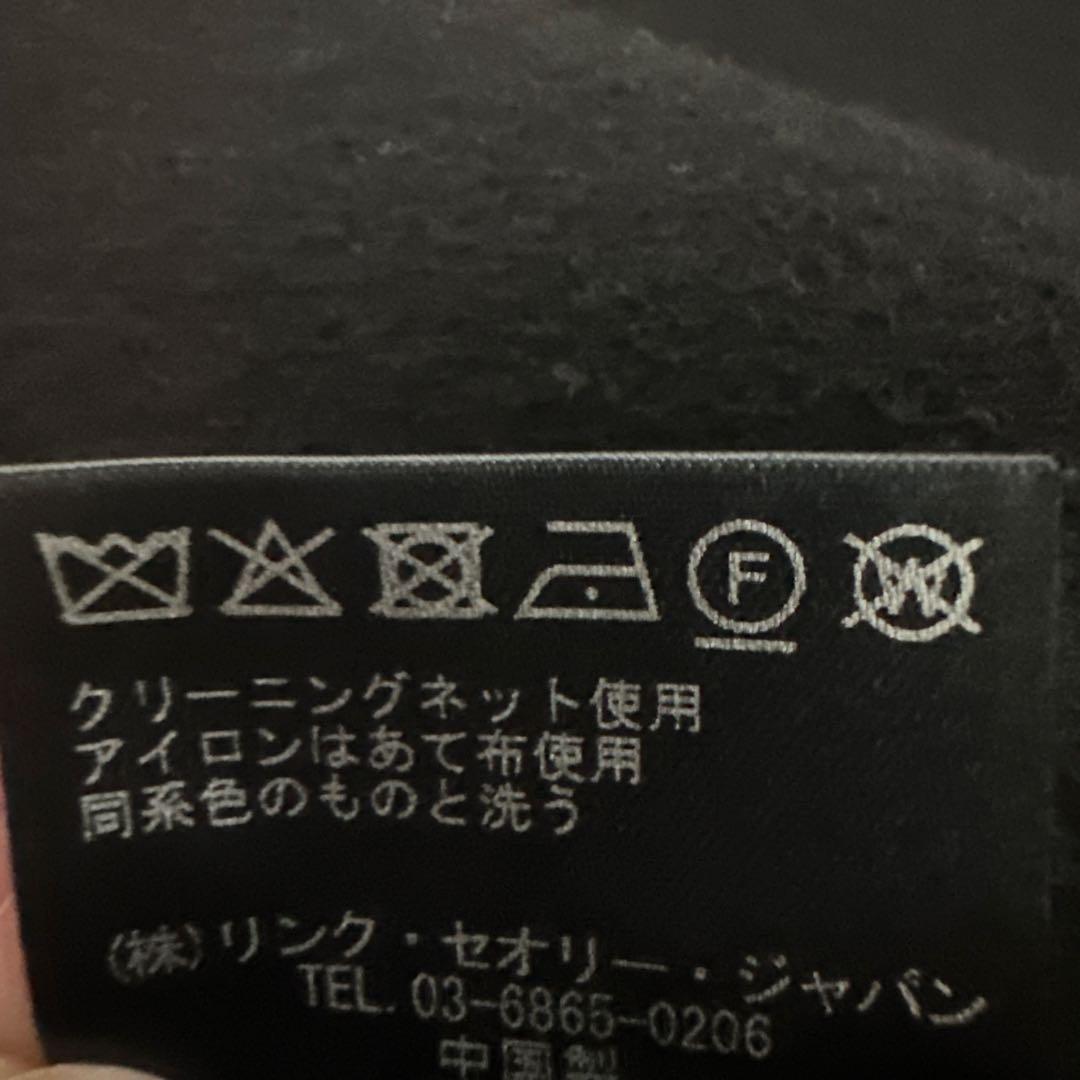 F W
クリーニングネット使用
アイロンはあて布使用
同系色のものと洗う
(株)リンク・セオリー・ジャパン
TEL. 03-6865-0206
中国製